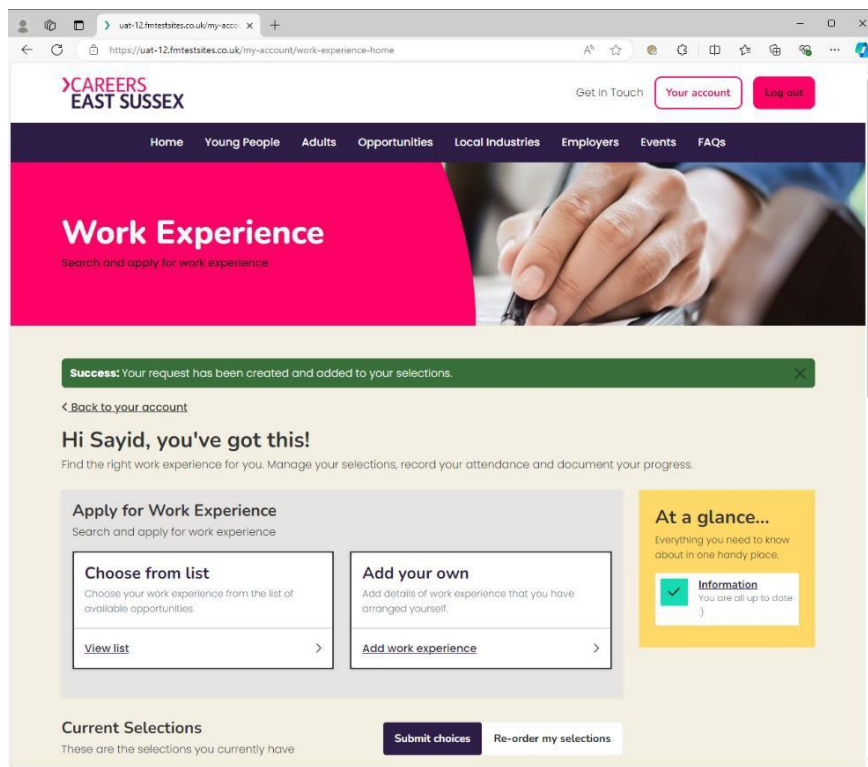 uat-12.fmtestsites.co.uk/my-acco
https://uat-12.fmtestsites.co.uk/my-account/work-experience-home
CAREERS
EAST SUSSEX
Get In Touch
Your account
Log out
Home Young People Adults Opportunities Local Industries Employers Events FAQs
Work Experience
Search and apply for work experience
Success: Your request has been created and added to your selections.
Back to your account
Hi Sayid, you've got this!
Find the right work experience for you. Manage your selections, record your attendance and document your progress.
Apply for Work Experience
Search and apply for work experience
Choose from list
Choose your work experience from the list of
available opportunities.
View list
Add your own
Add details of work experience that you have
arranged yourself.
Add work experience
At a glance...
Everything you need to know
about in one handy place.
Information
You are all up to date
:)
Current Selections
These are the selections you currently have
Submit choices
Re-order my selections